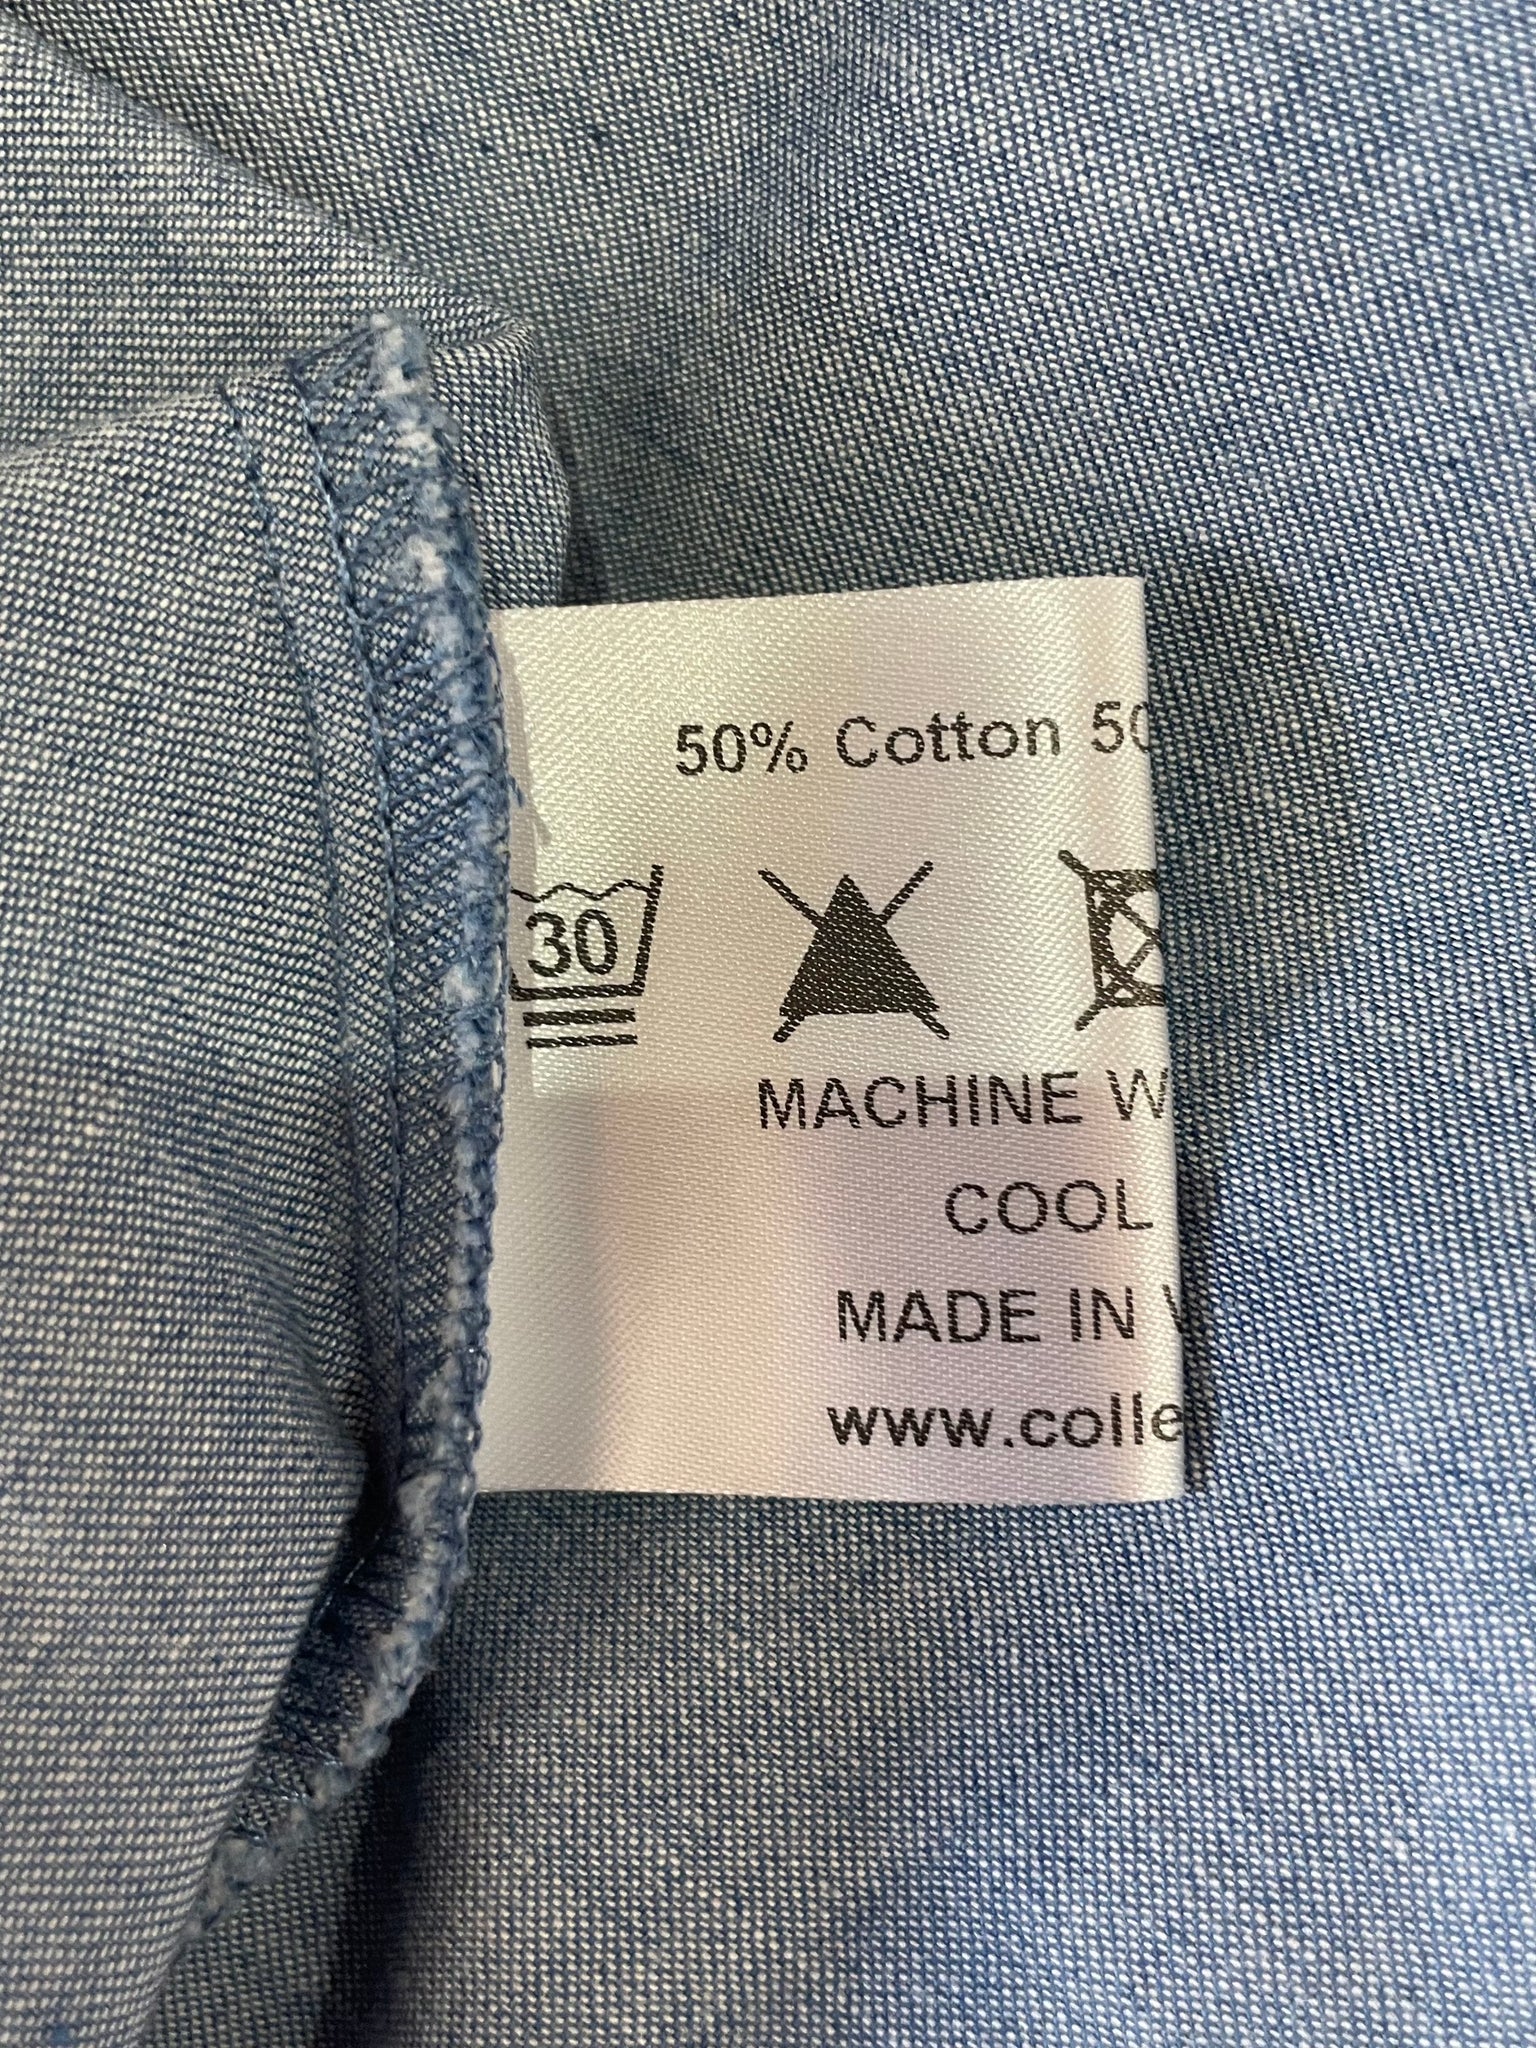 50% Cotton 50
30
MACHINE W
COOL
MADE IN
www.colle